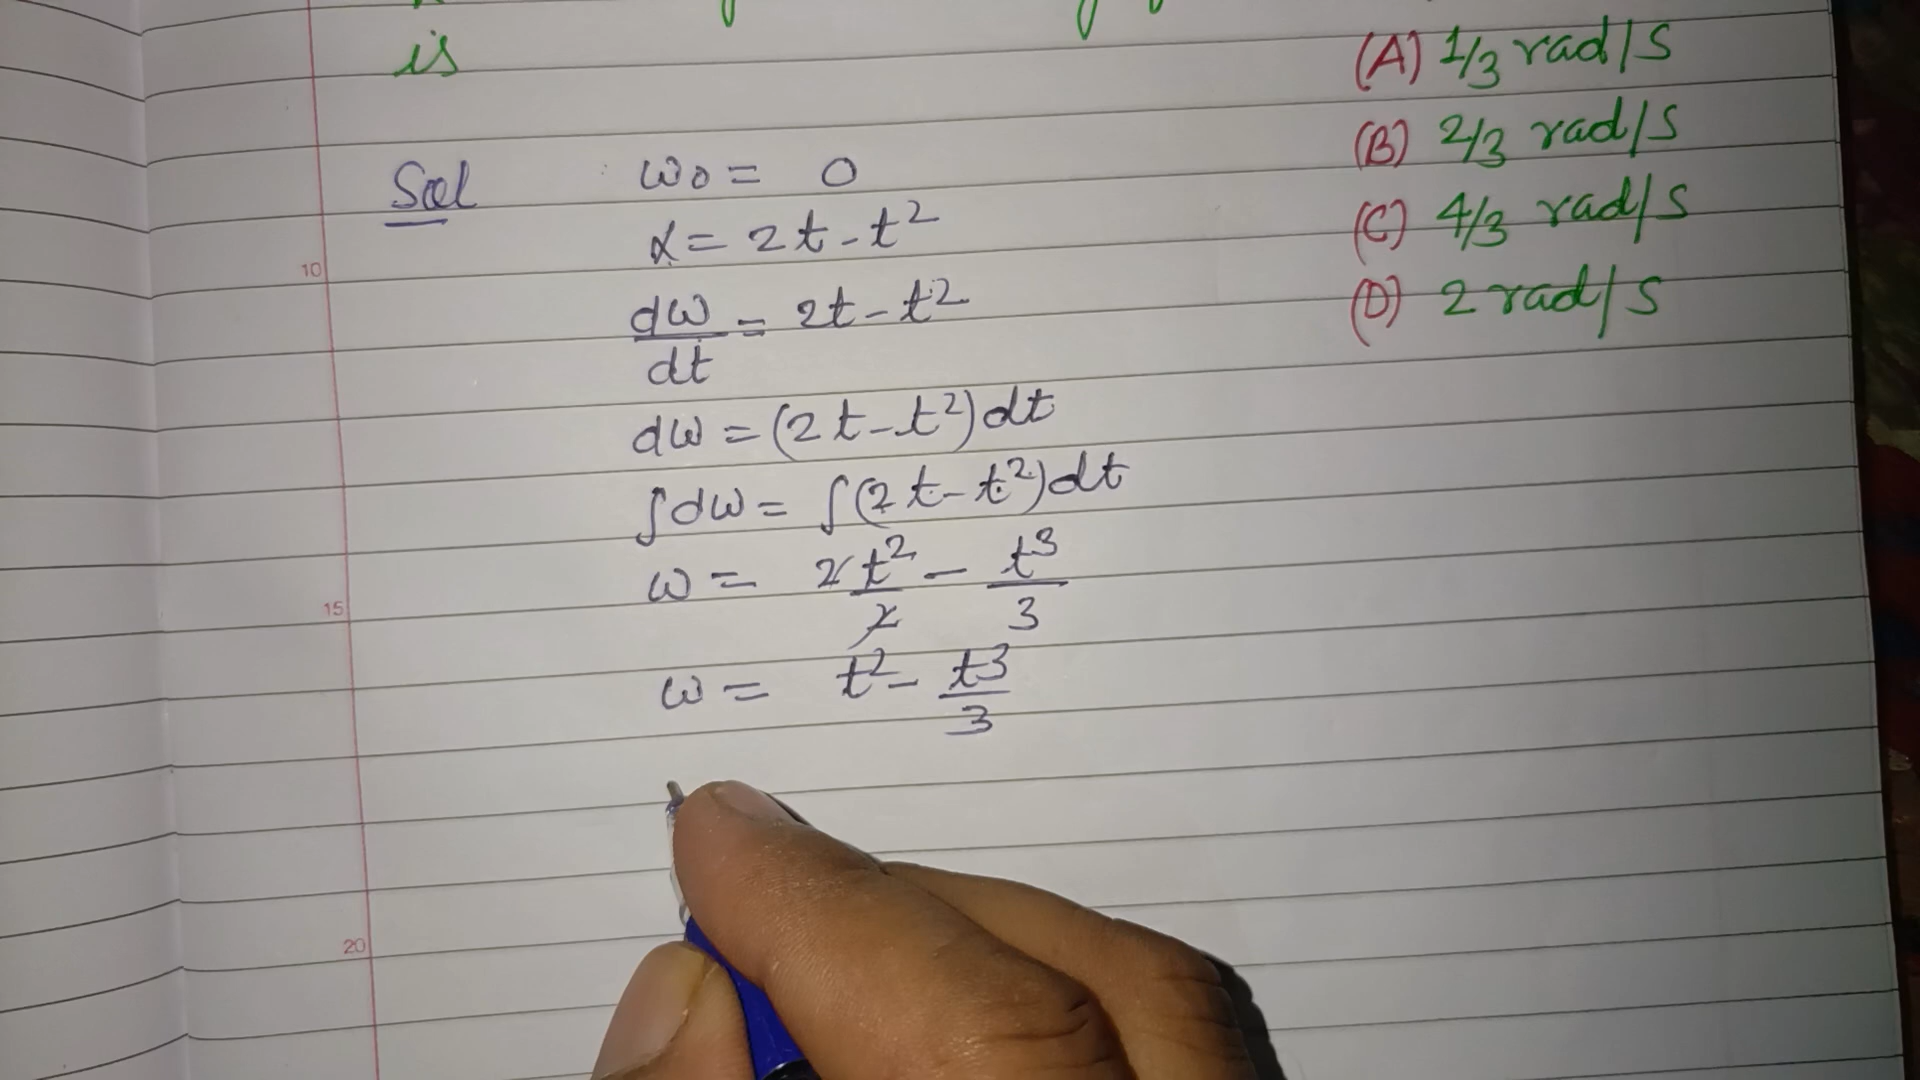 is
(A) 1/3 rad/s
(B) 2/3 rad/s
(C) 4/3 rad/s
(D) 2 rad/s
Sol ω0 = 0
α = 2t - t²
10
dω/dt = 2t - t²
dω = (2t - t²)dt
∫dω = ∫(2t - t²)dt
ω = 2t²/2 - t³/3
15
ω = t² - t³/3
20